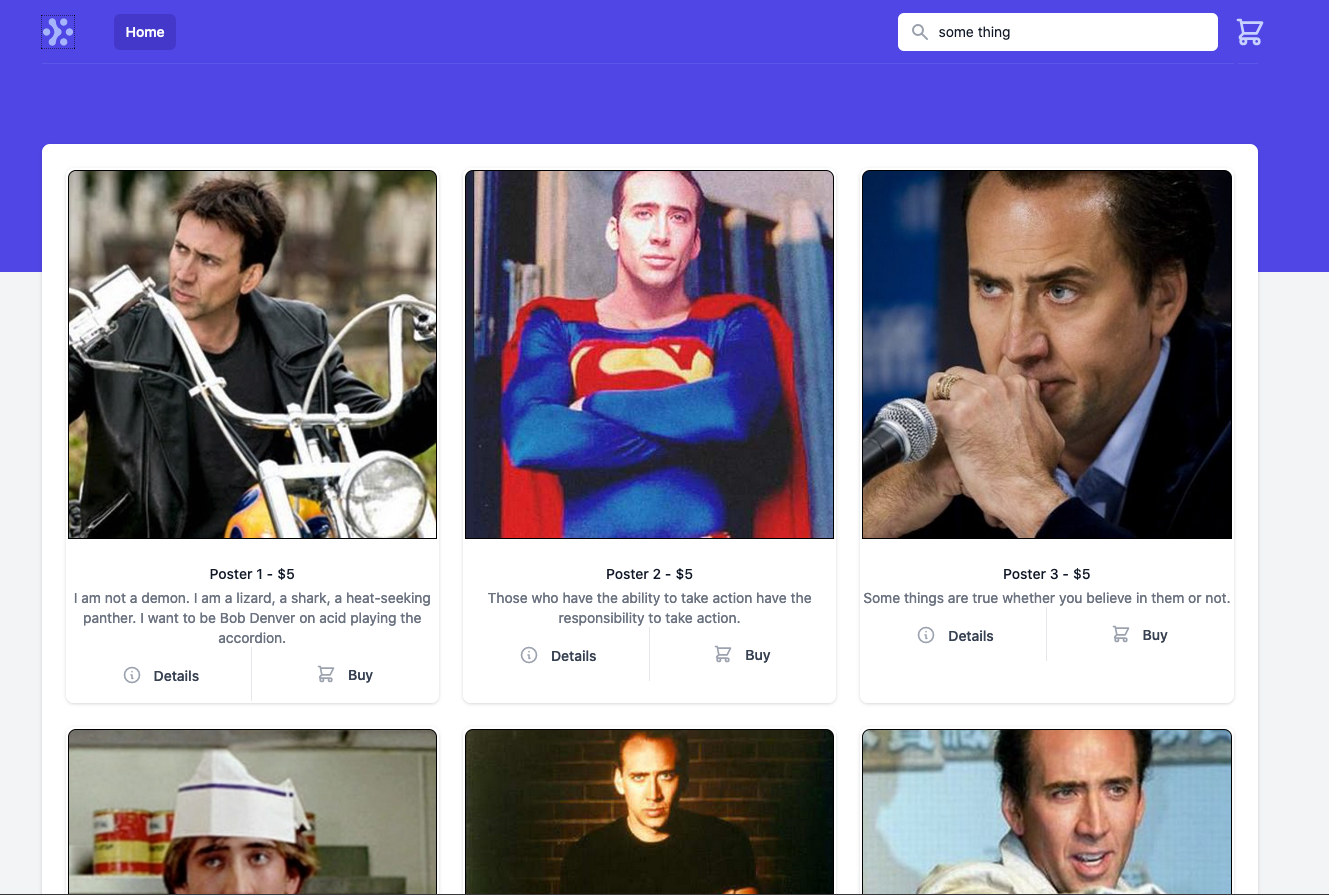 Home
some thing
Poster 1 - $5
I am not a demon. I am a lizard, a shark, a heat-seeking
panther. I want to be Bob Denver on acid playing the
accordion.
Details
Buy
Poster 2 - $5
Those who have the ability to take action have the
responsibility to take action.
Details
Buy
Poster 3 - $5
Some things are true whether you believe in them or not.
Details
Buy